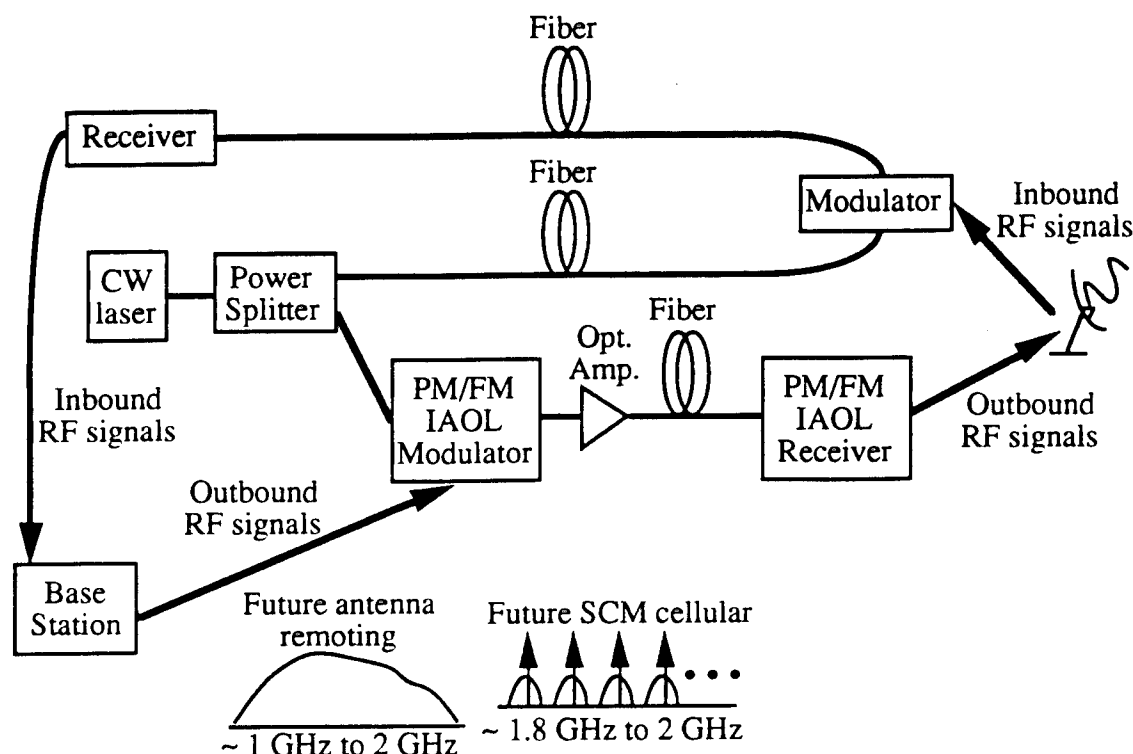 Fiber
Receiver
Fiber
Modulator
Inbound
RF signals
CW
laser
Power
Splitter
Fiber
Opt.
Amp.
PM/FM
IAOL
Modulator
PM/FM
IAOL
Receiver
Outbound
RF signals
Inbound
RF signals
Outbound
RF signals
Base
Station
Future antenna
remoting
~ 1 GHz to 2 GHz
Future SCM cellular
~ 1.8 GHz to 2 GHz